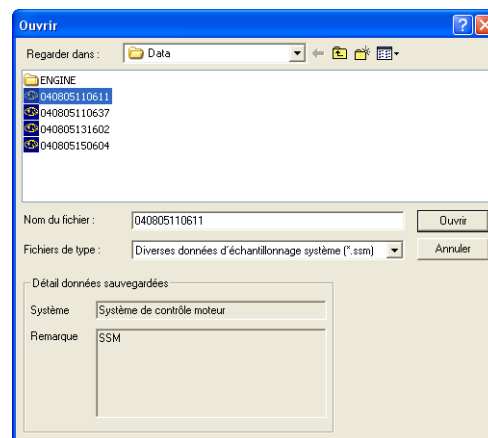 Ouvrir
Regarder dans :
Data
ENGINE
040805110611
040805110637
040805131602
040805150604
Nom du fichier :
040805110611
Ouvrir
Fichiers de type :
Diverses données d'échantillonnage système (*.ssm)
Annuler
Détail données sauvegardées
Système
Système de contrôle moteur
Remarque
SSM